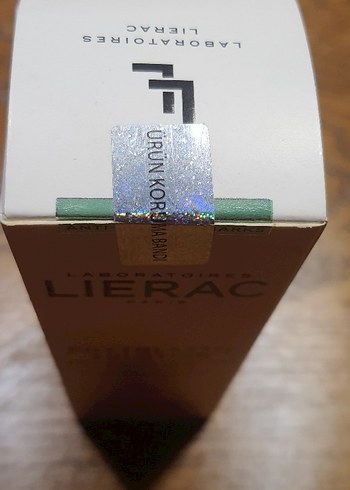 LABORATOIRES
LIERAC
ÜRÜN KORUMA BANDI
LABORATOIRES
LIERAC
PARIS